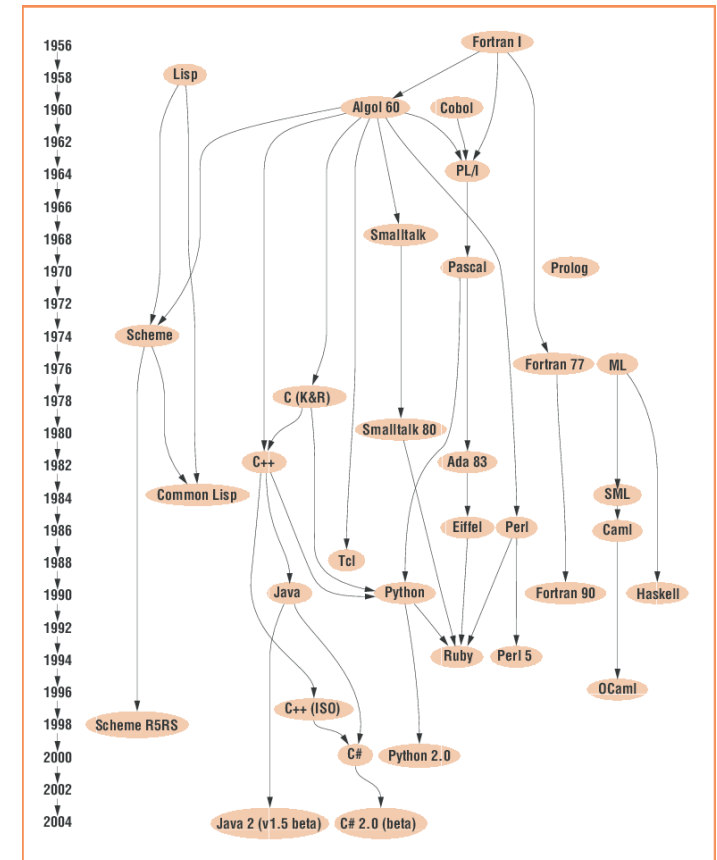 1956
Fortran I
Lisp
1958
Algol 60
Cobol
1960
1962
PL/I
1964
1966
Smalltalk
1968
Pascal
Prolog
1970
1972
Scheme
1974
Fortran 77
ML
1976
C (K&R)
1978
Smalltalk 80
1980
C++
Ada 83
1982
Common Lisp
SML
1984
Eiffel
Perl
Caml
1986
Tcl
1988
Java
Python
Fortran 90
Haskell
1990
1992
Ruby
Perl 5
1994
OCaml
1996
C++ (ISO)
Scheme R5RS
1998
C#
Python 2.0
2000
2002
Java 2 (v1.5 beta)
C# 2.0 (beta)
2004